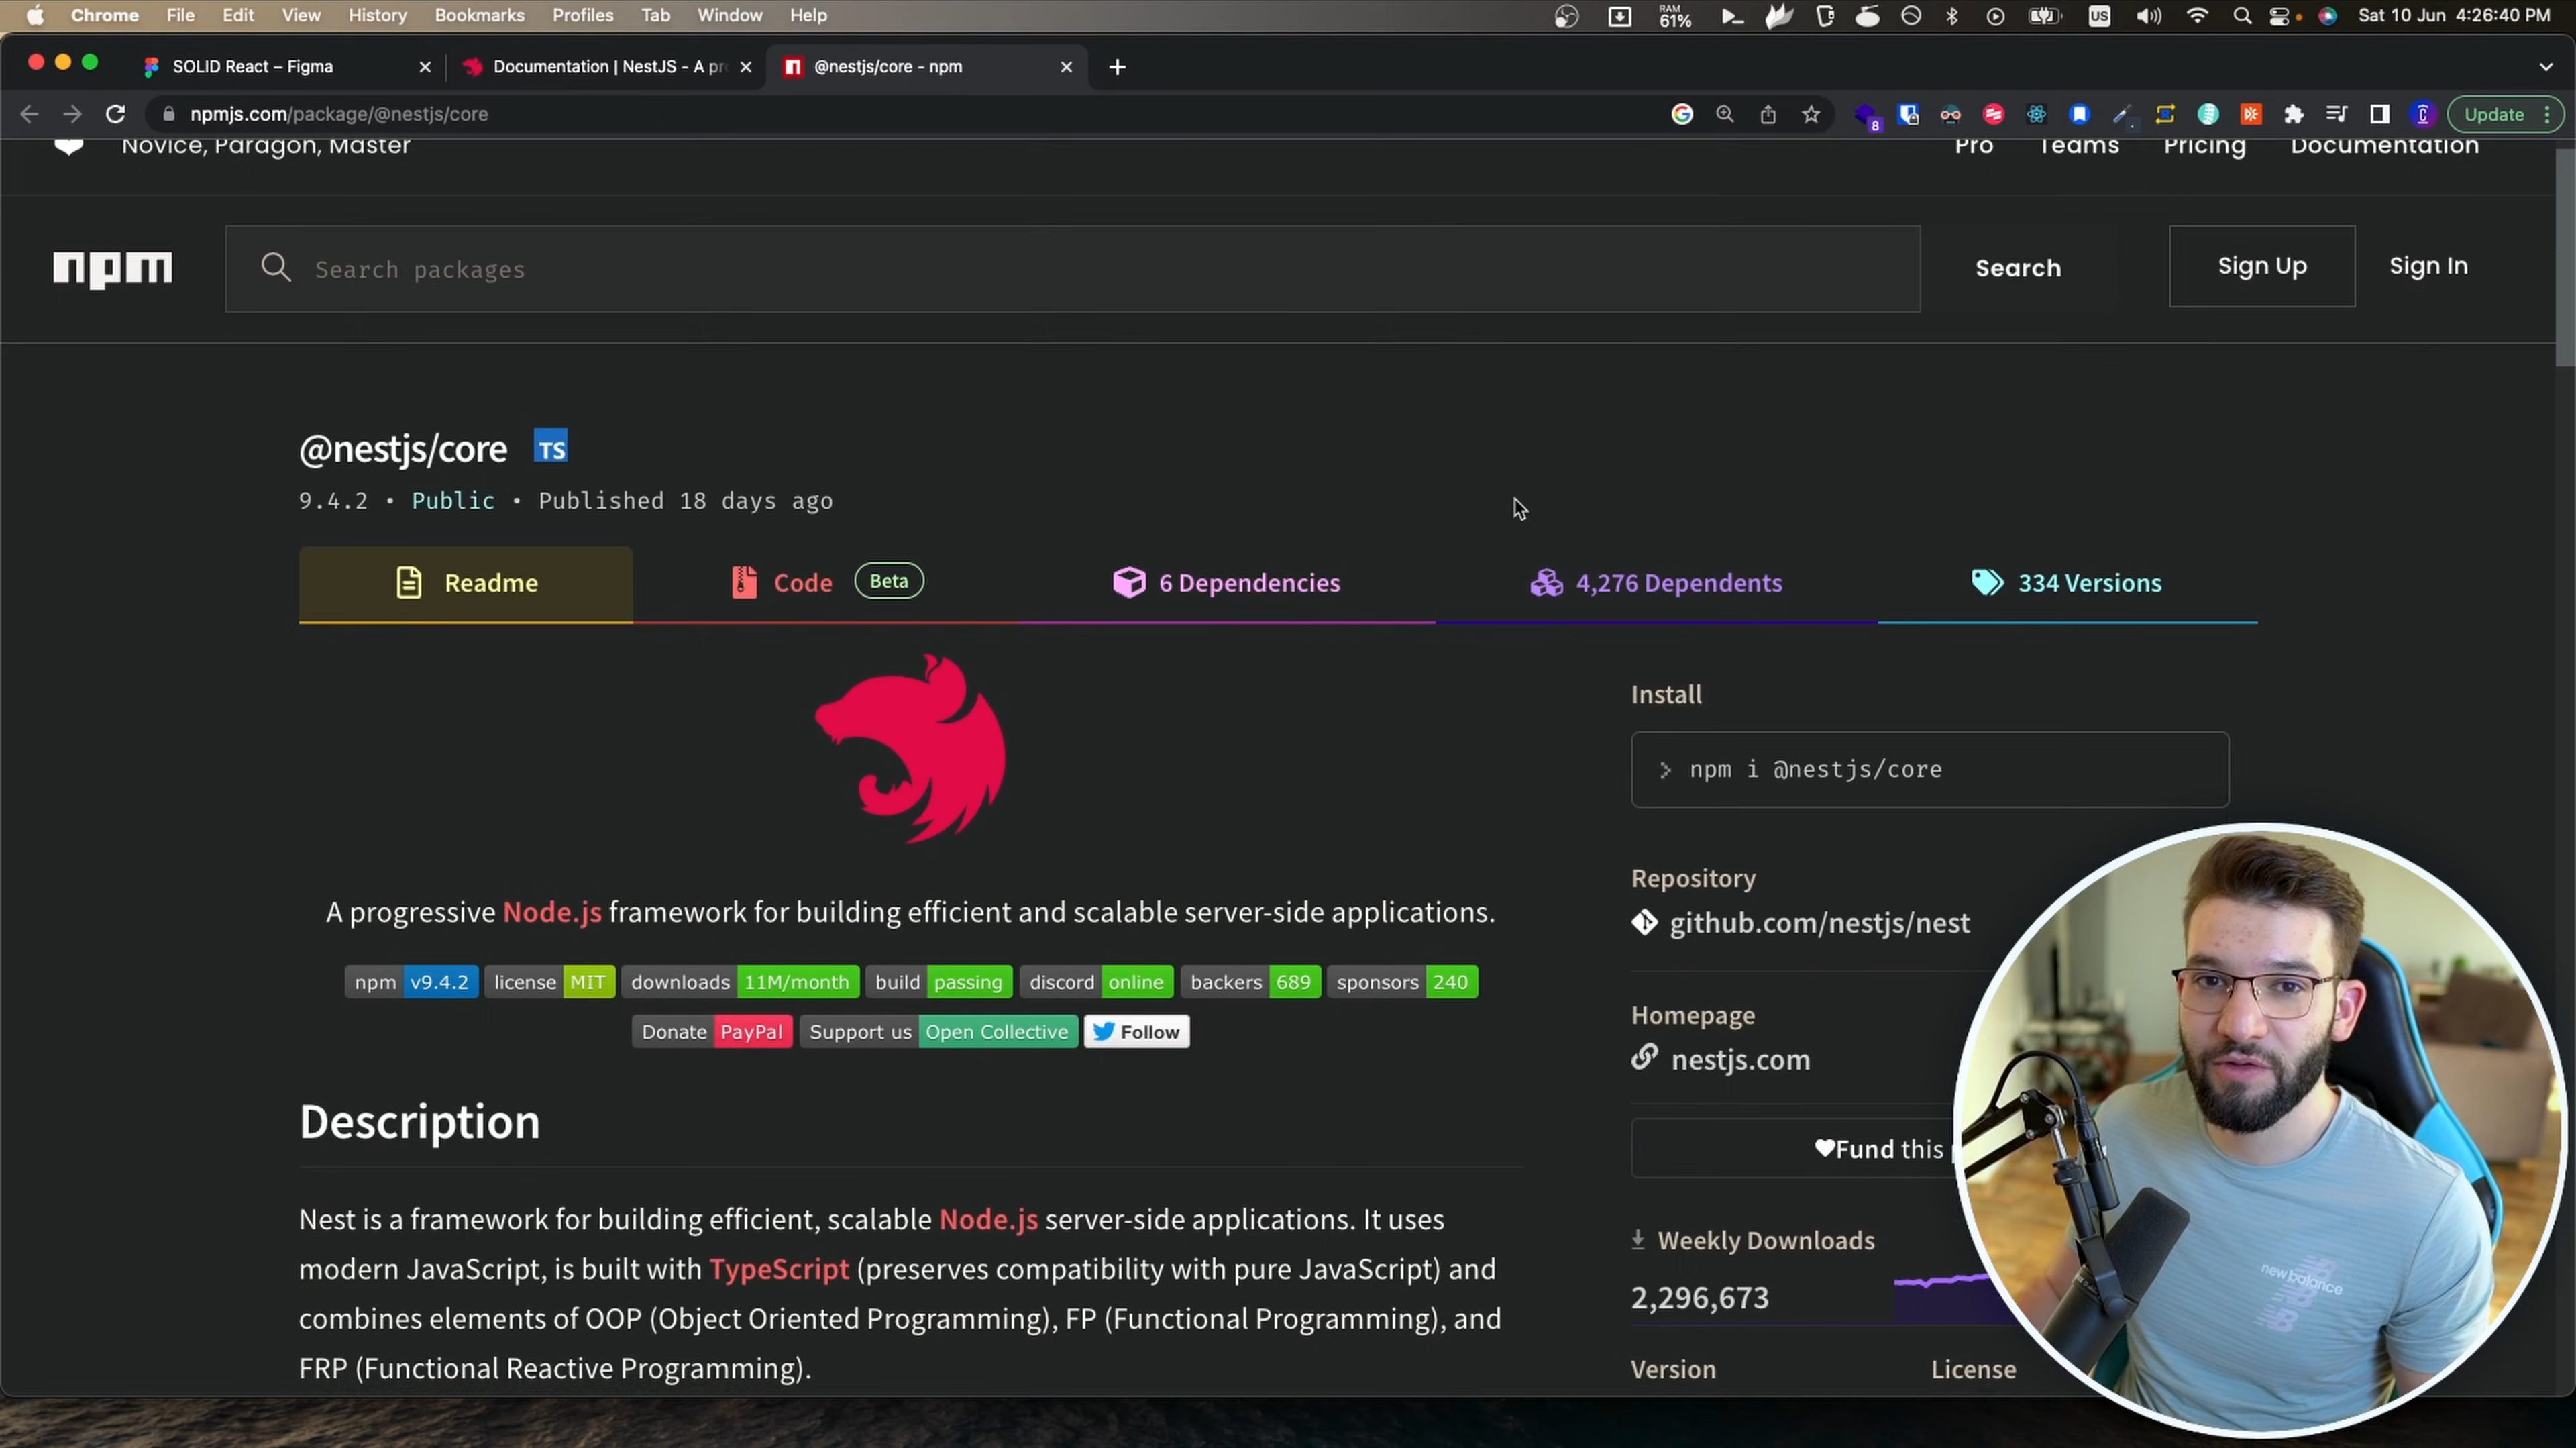 Chrome File Edit View History Bookmarks Profiles Tab Window Help
RAM
61%
US
Sat 10 Jun 4:26:40 PM
SOLID React – Figma
Documentation | NestJS - A pr
@nestjs/core - npm
npmjs.com/package/@nestjs/core
8
Update
Novice, Paragon, Master
Pro Teams Pricing Documentation
npm
Search packages
Search
Sign Up
Sign In
@nestjs/core TS
9.4.2 • Public • Published 18 days ago
Readme
Code Beta
6 Dependencies
4,276 Dependents
334 Versions
Install
npm i @nestjs/core
A progressive Node.js framework for building efficient and scalable server-side applications.
npm v9.4.2 license MIT downloads 11M/month build passing discord online backers 689 sponsors 240
Donate PayPal Support us Open Collective Follow
Repository
github.com/nestjs/nest
Homepage
nestjs.com
Fund this
Description
Nest is a framework for building efficient, scalable Node.js server-side applications. It uses
modern JavaScript, is built with TypeScript (preserves compatibility with pure JavaScript) and
combines elements of OOP (Object Oriented Programming), FP (Functional Programming), and
FRP (Functional Reactive Programming).
Weekly Downloads
2,296,673
Version
License
new balance